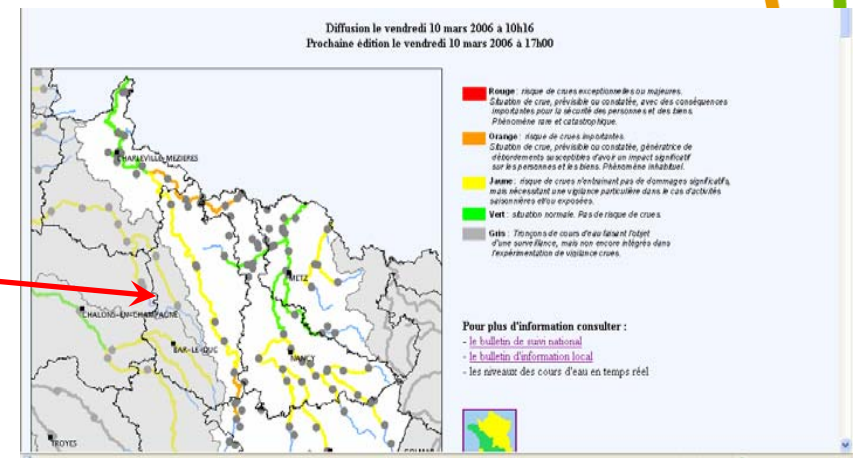 Diffusion le vendredi 10 mars 2006 à 10h16
Prochaine édition le vendredi 10 mars 2006 à 17h00
Rouge : risque de crues exceptionnelles ou majeures.
Situation de crue, prévisible ou constatée, avec des conséquences
importantes pour la sécurité des personnes et des biens.
Phénomène rare et catastrophique.
Orange : risque de crues importantes.
Situation de crue, prévisible ou constatée, génératrice de
débordements susceptibles d'avoir un impact significatif
sur les personnes et les biens. Phénomène inhabituel.
Jaune : risque de crues n'entrainant pas de dommages significatifs,
mais nécessitant une vigilance particulière dans le cas d'activités
saisonnières et/ou exposées.
Vert : situation normale. Pas de risque de crues.
Gris : Tronçons de cours d'eau faisant l'objet
d'une surveillance, mais non encore intégrés dans
l'expérimentation de vigilance crues.
CHARLEVILLE-MEZIERES
METZ
CHALONS-EN-CHAMPAGNE
BAR-LE-DUC
NANCY
TROYES
COLMAR
Pour plus d'information consulter :
- le bulletin de suivi national
- le bulletin d'information local
- les niveaux des cours d'eau en temps réel